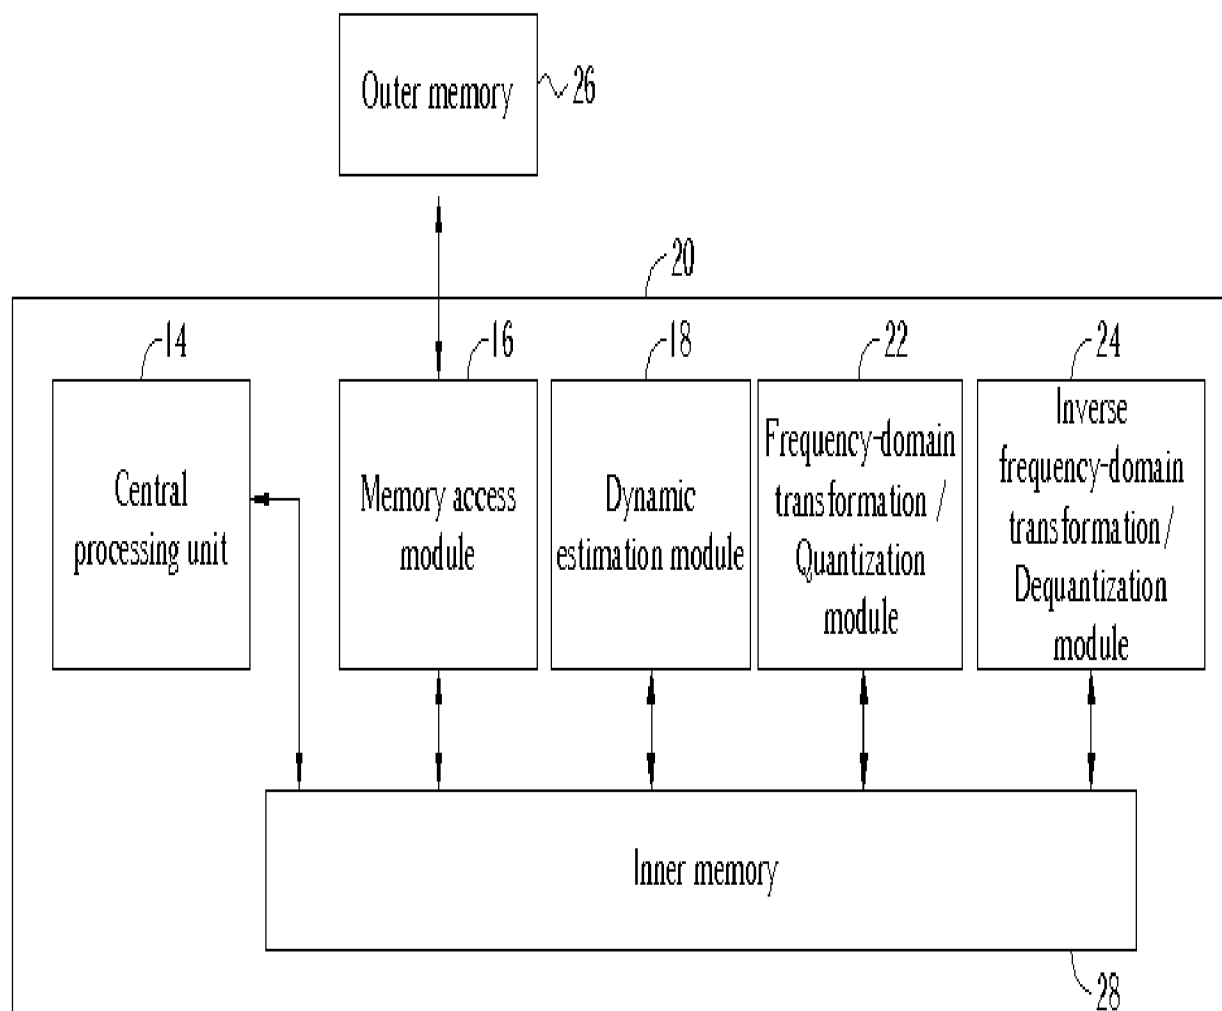 Outer memory
26
20
14
16
18
22
24
Central
processing unit
Memory access
module
Dynamic
estimation module
Frequency-domain
transformation /
Quantization
module
Inverse
frequency-domain
transformation /
Dequantization
module
Inner memory
28